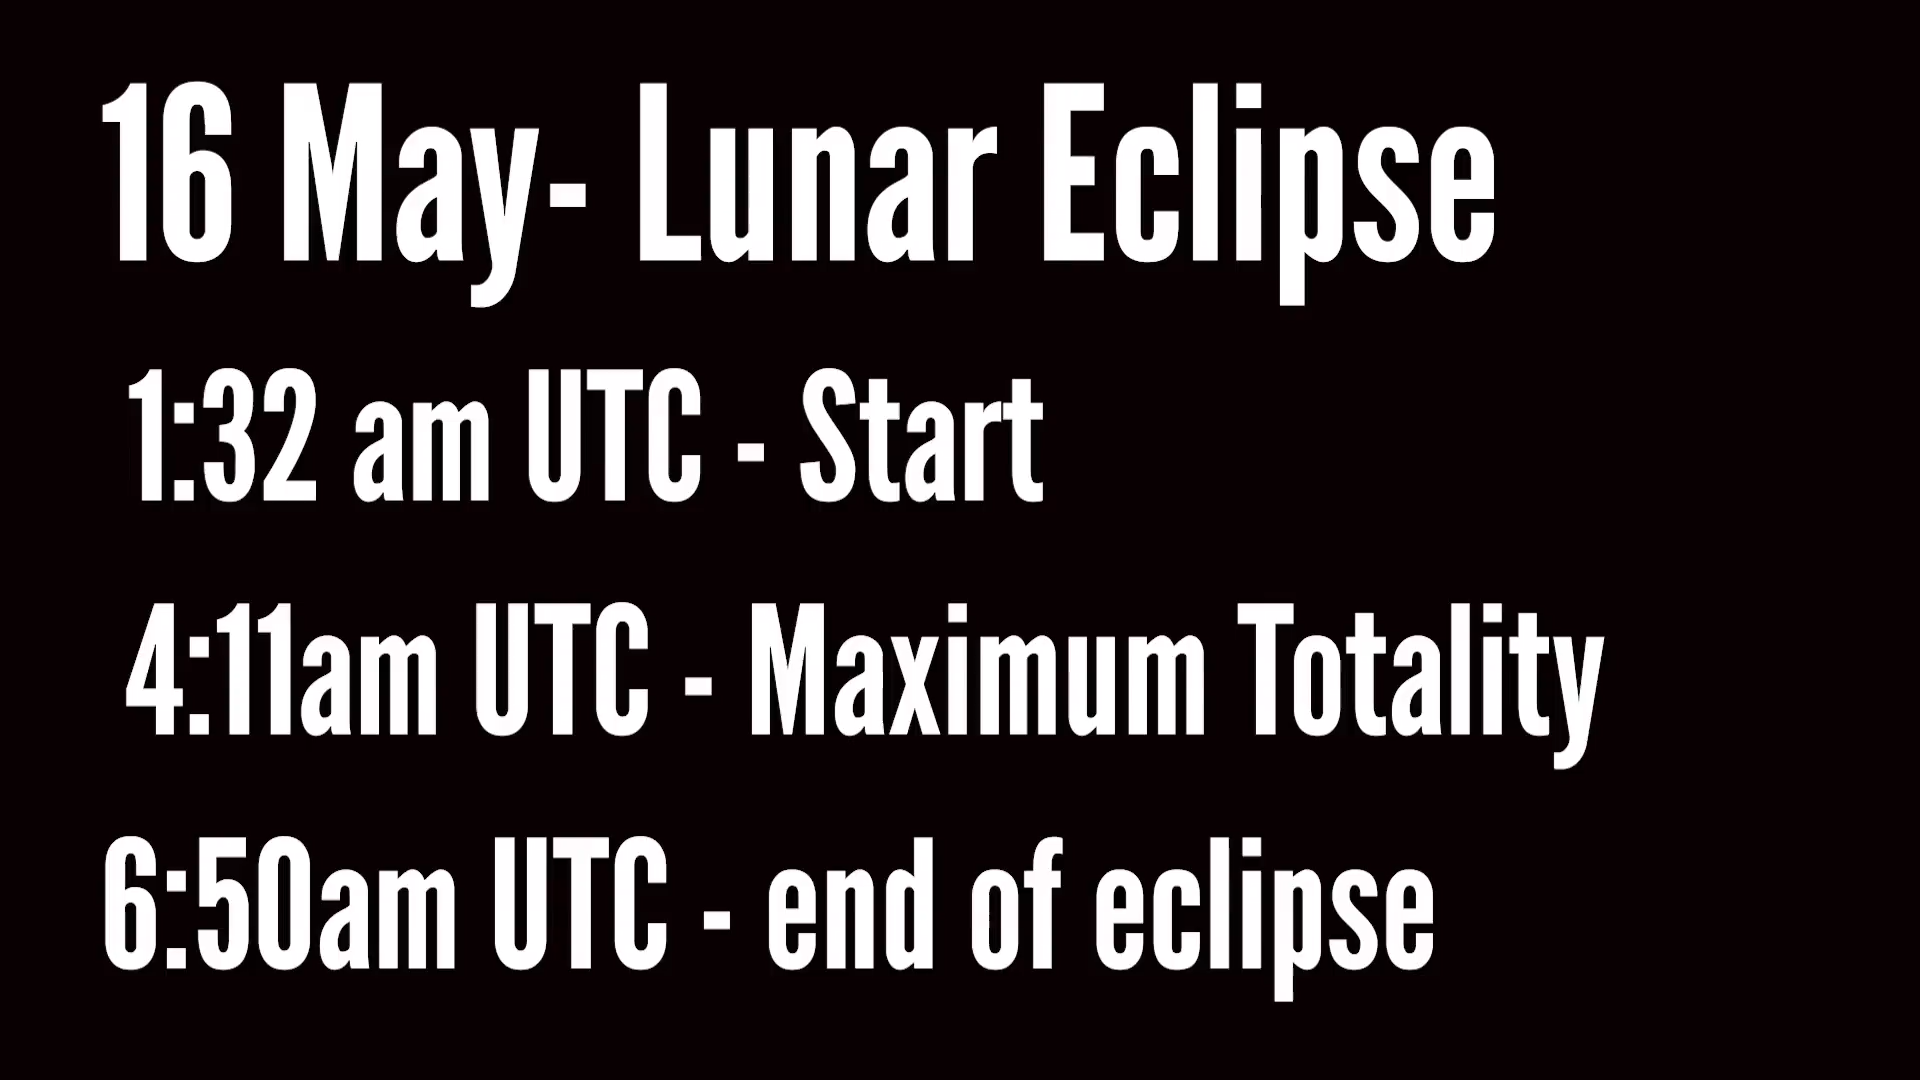 16 May- Lunar Eclipse
1:32 am UTC - Start
4:11am UTC - Maximum Totality
6:50am UTC - end of eclipse